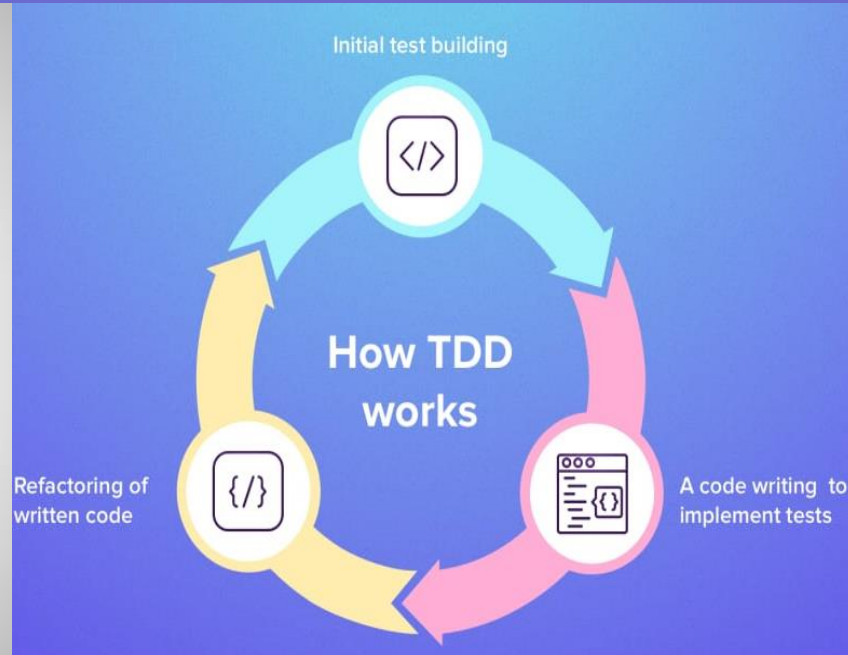 Initial test building
</>
How TDD
works
Refactoring of
written code
{/}
{}
A code writing to
implement tests